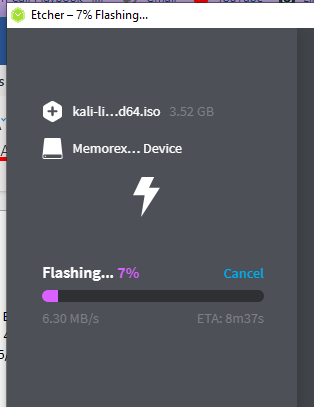 Etcher – 7% Flashing...
kali-li...d64.iso 3.52 GB
Memorex... Device
Flashing... 7% Cancel
6.30 MB/s ETA: 8m37s